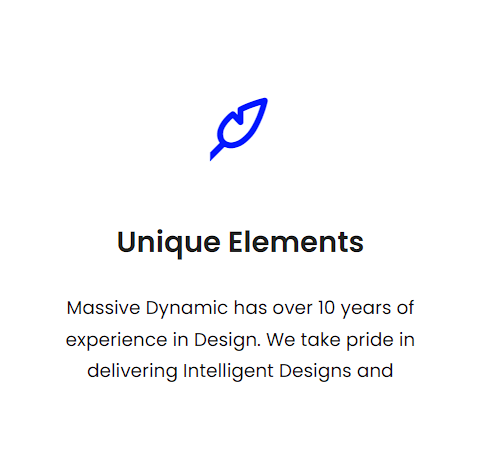 Unique Elements
Massive Dynamic has over 10 years of
experience in Design. We take pride in
delivering Intelligent Designs and